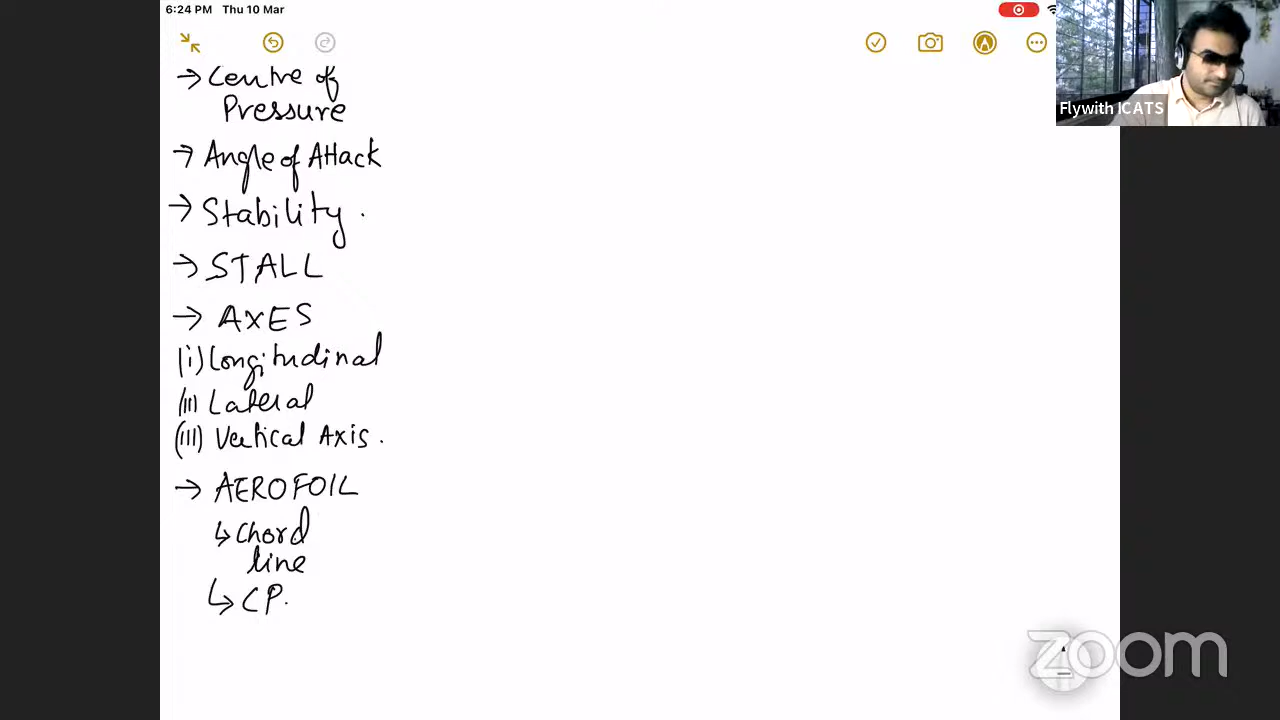 6:24 PM Thu 10 Mar
→ Centre of
Pressure
→ Angle of Attack
→ Stability.
→ STALL
→ AXES
(i) Longitudinal
(ii) Lateral
(iii) Vertical Axis.
→ AEROFOIL
↳ Chord
line
↳ CP.
Flywith ICATS
zoom